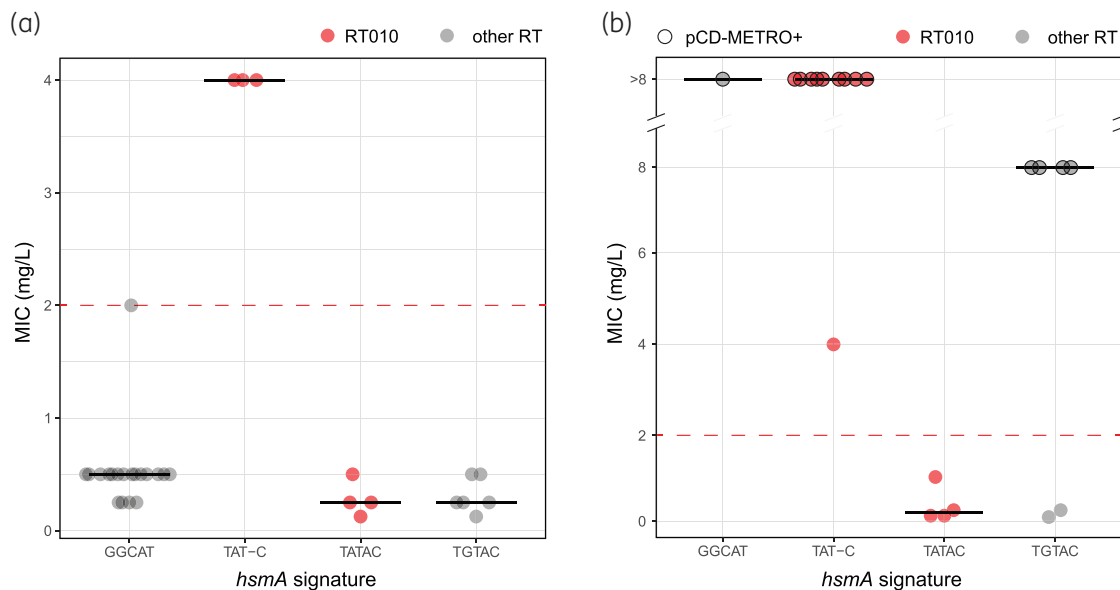 (a)
RT010 other RT
4
3
2
1
0
MIC (mg/L)
GGCAT TAT-C TATAC TGTAC
hsmA signature
(b)
pCD-METRO+ RT010 other RT
>8
8
6
4
2
0
MIC (mg/L)
GGCAT TAT−C TATAC TGTAC
hsmA signature